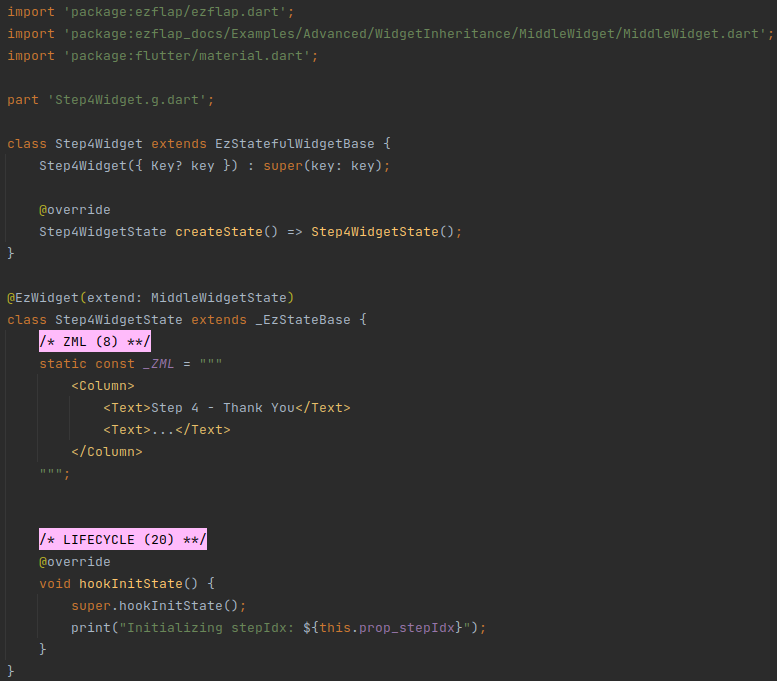 import 'package:ezflap/ezflap.dart';
import 'package:ezflap_docs/Examples/Advanced/WidgetInheritance/MiddleWidget/MiddleWidget.dart';
import 'package:flutter/material.dart';

part 'Step4Widget.g.dart';

class Step4Widget extends EzStatefulWidgetBase {
    Step4Widget({ Key? key }) : super(key: key);

    @override
    Step4WidgetState createState() => Step4WidgetState();
}

@EzWidget(extend: MiddleWidgetState)
class Step4WidgetState extends _EzStateBase {
    /* ZML (8) **/
    static const _ZML = """
        <Column>
            <Text>Step 4 - Thank You</Text>
            <Text>...</Text>
        </Column>
    """;


    /* LIFECYCLE (20) **/
    @override
    void hookInitState() {
        super.hookInitState();
        print("Initializing stepIdx: ${this.prop_stepIdx}");
    }
}